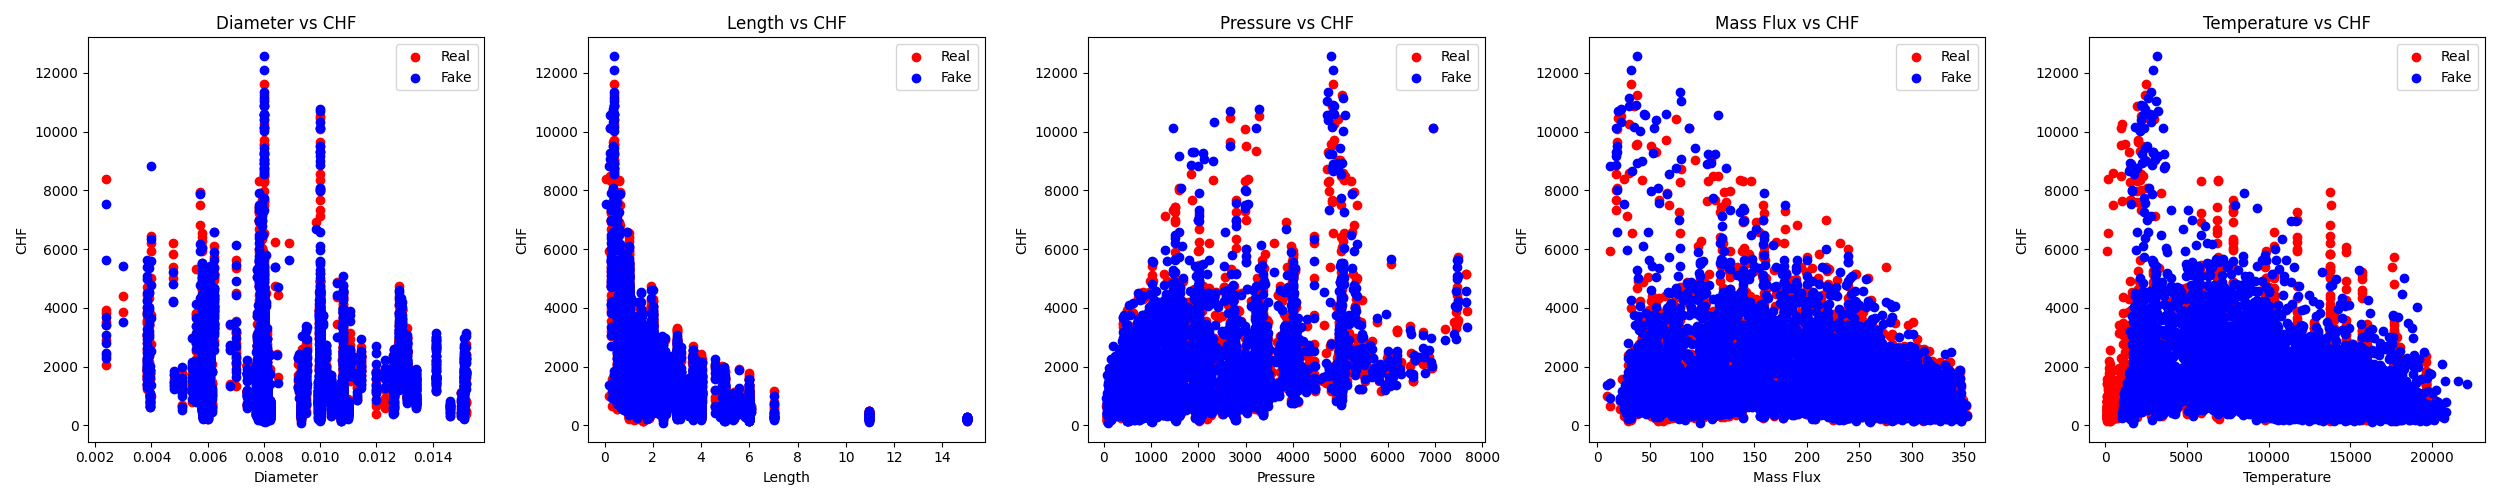 Diameter vs CHF
Real
Fake
CHF
12000
10000
8000
6000
4000
2000
0
0.002 0.004 0.006 0.008 0.010 0.012 0.014
Diameter
Length vs CHF
Real
Fake
CHF
12000
10000
8000
6000
4000
2000
0
0 2 4 6 8 10 12 14
Length
Pressure vs CHF
Real
Fake
CHF
12000
10000
8000
6000
4000
2000
0
0 1000 2000 3000 4000 5000 6000 7000 8000
Pressure
Mass Flux vs CHF
Real
Fake
CHF
12000
10000
8000
6000
4000
2000
0
0 50 100 150 200 250 300 350
Mass Flux
Temperature vs CHF
Real
Fake
CHF
12000
10000
8000
6000
4000
2000
0
0 5000 10000 15000 20000
Temperature